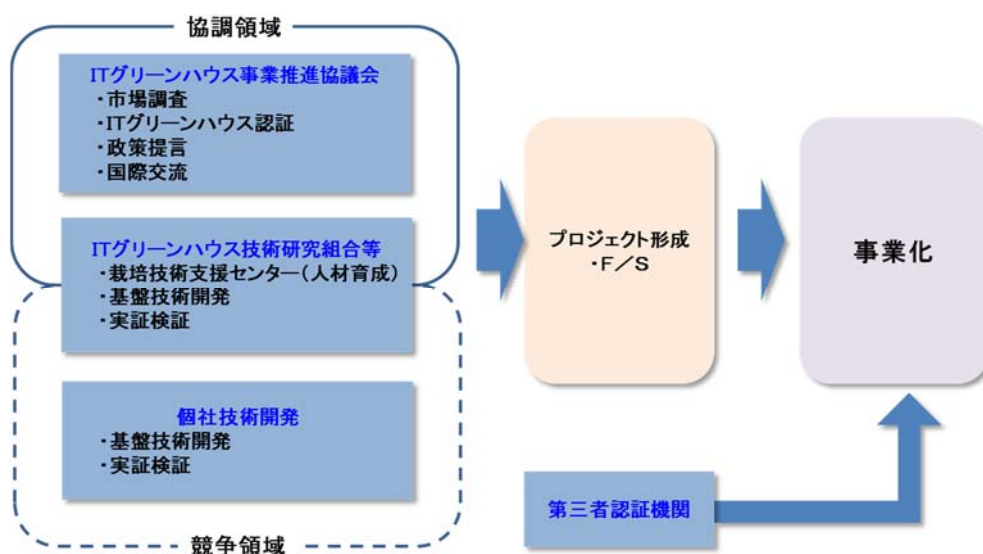 協調領域
ITグリーンハウス事業推進協議会
・市場調査
・ITグリーンハウス認証
・政策提言
・国際交流
ITグリーンハウス技術研究組合等
・栽培技術支援センター(人材育成)
・基盤技術開発
・実証検証
個社技術開発
・基盤技術開発
・実証検証
競争領域
プロジェクト形成
・F/S
事業化
第三者認証機関